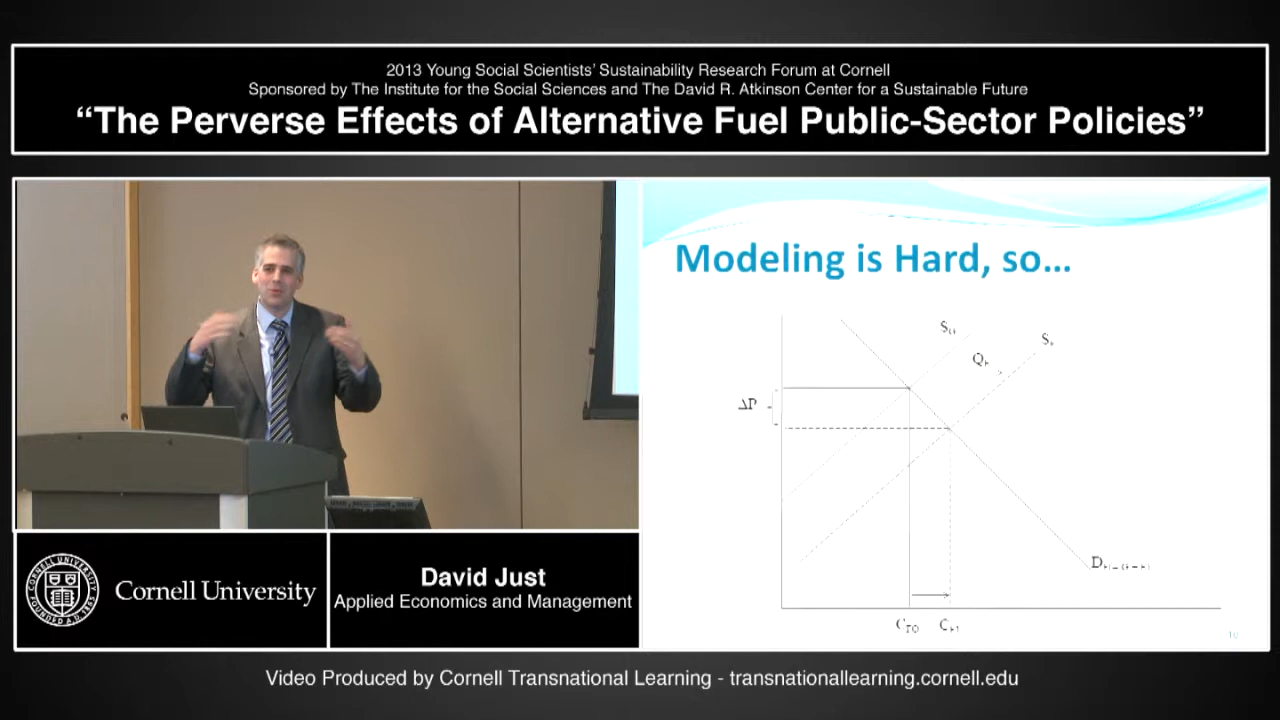 2013 Young Social Scientists' Sustainability Research Forum at Cornell
Sponsored by The Institute for the Social Sciences and The David R. Atkinson Center for a Sustainable Future
“The Perverse Effects of Alternative Fuel Public-Sector Policies”
Modeling is Hard, so...
ΔP
10
Cornell University
David Just
Applied Economics and Management
Video Produced by Cornell Transnational Learning - transnationallearning.cornell.edu